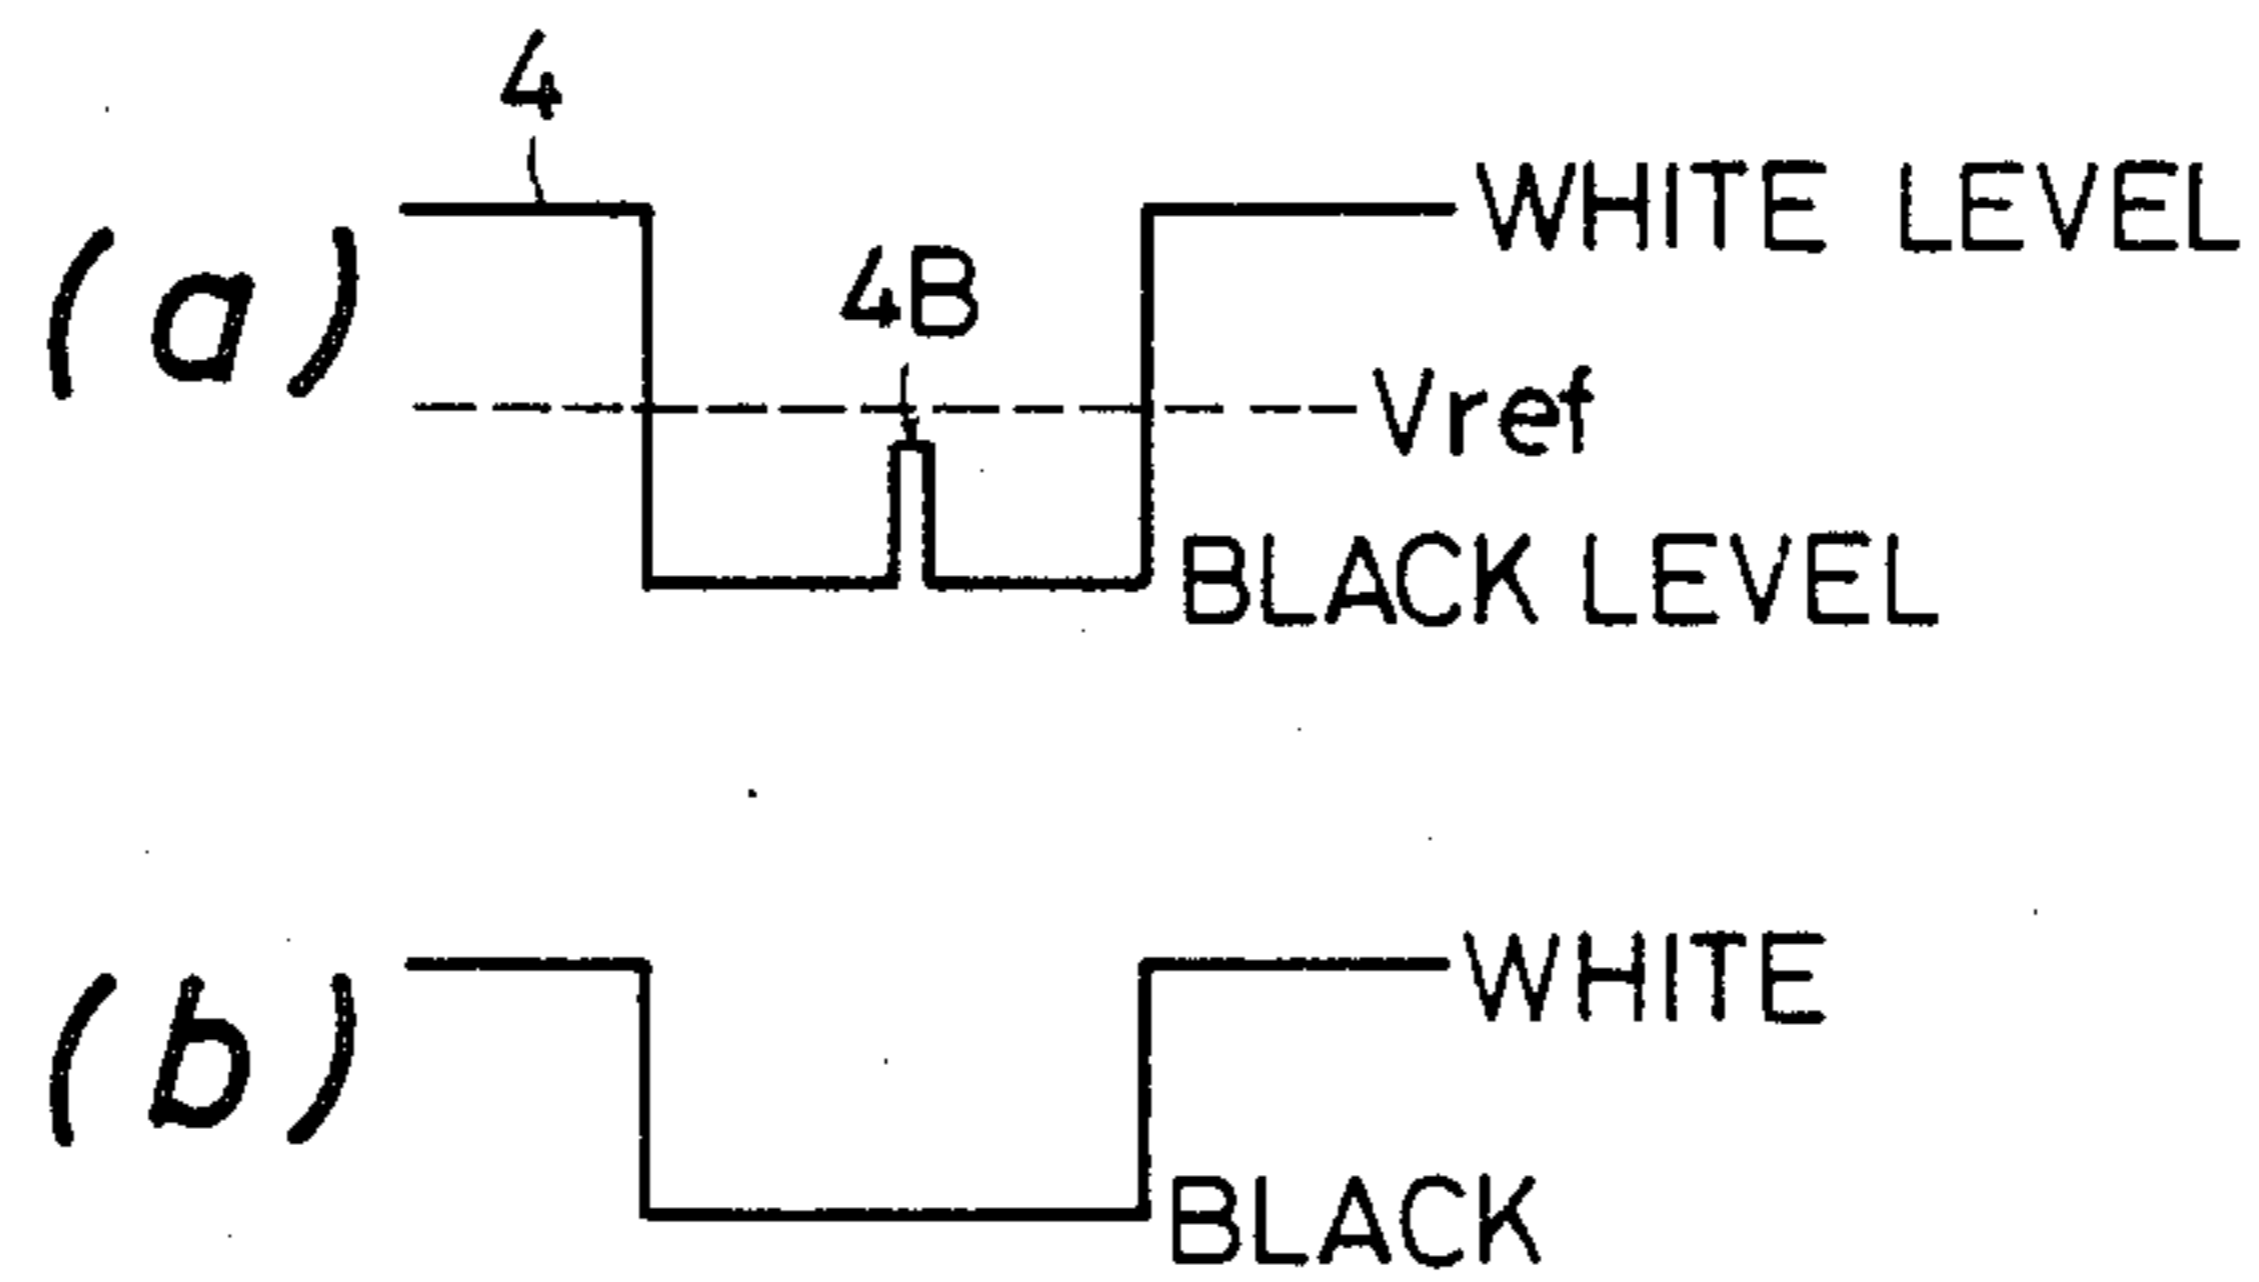 4
(a)
WHITE LEVEL
4B
Vref
BLACK LEVEL
(b)
WHITE
BLACK